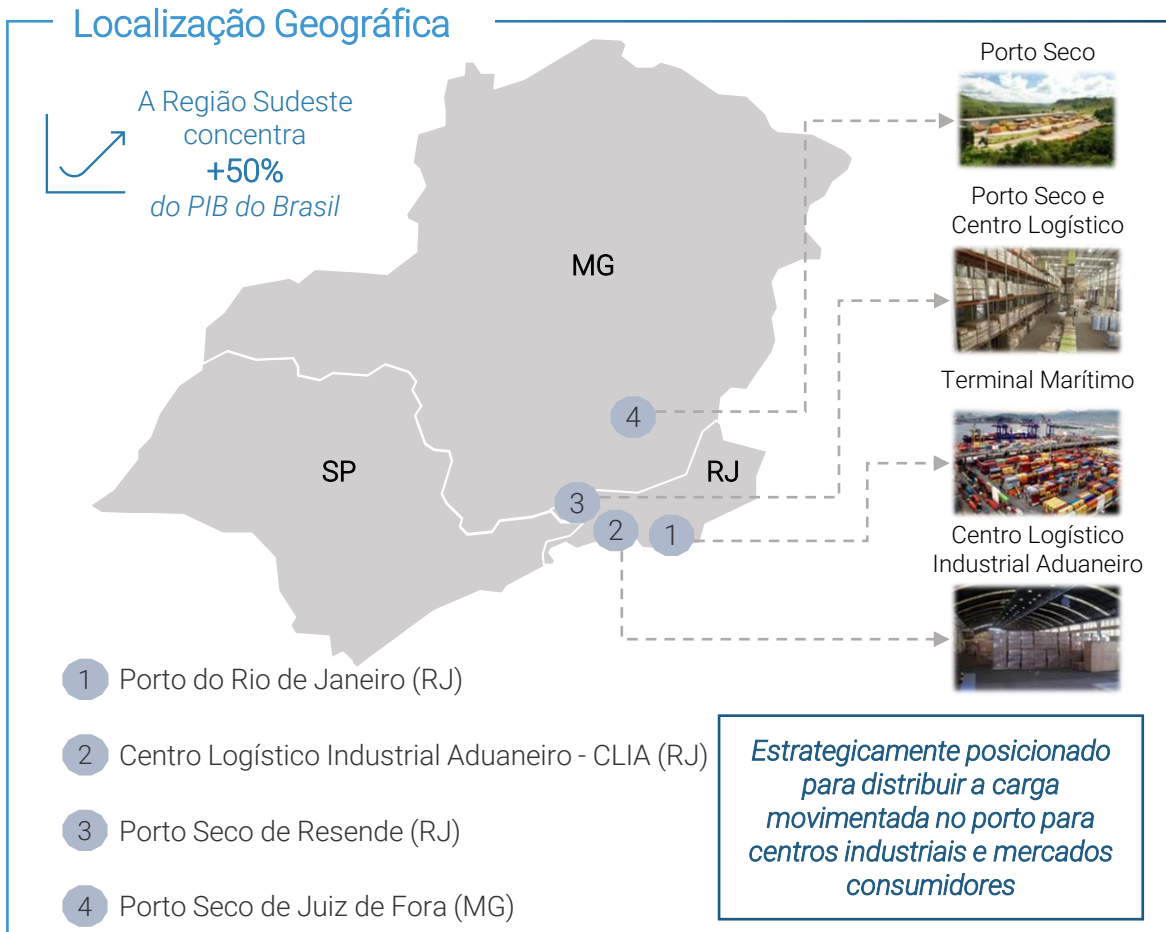 Localização Geográfica
A Região Sudeste
concentra
+50%
do PIB do Brasil
MG
SP
RJ
4
3
2
1
Porto Seco
Porto Seco e
Centro Logístico
Terminal Marítimo
Centro Logístico
Industrial Aduaneiro
1 Porto do Rio de Janeiro (RJ)
2 Centro Logístico Industrial Aduaneiro - CLIA (RJ)
3 Porto Seco de Resende (RJ)
4 Porto Seco de Juiz de Fora (MG)
Estrategicamente posicionado
para distribuir a carga
movimentada no porto para
centros industriais e mercados
consumidores